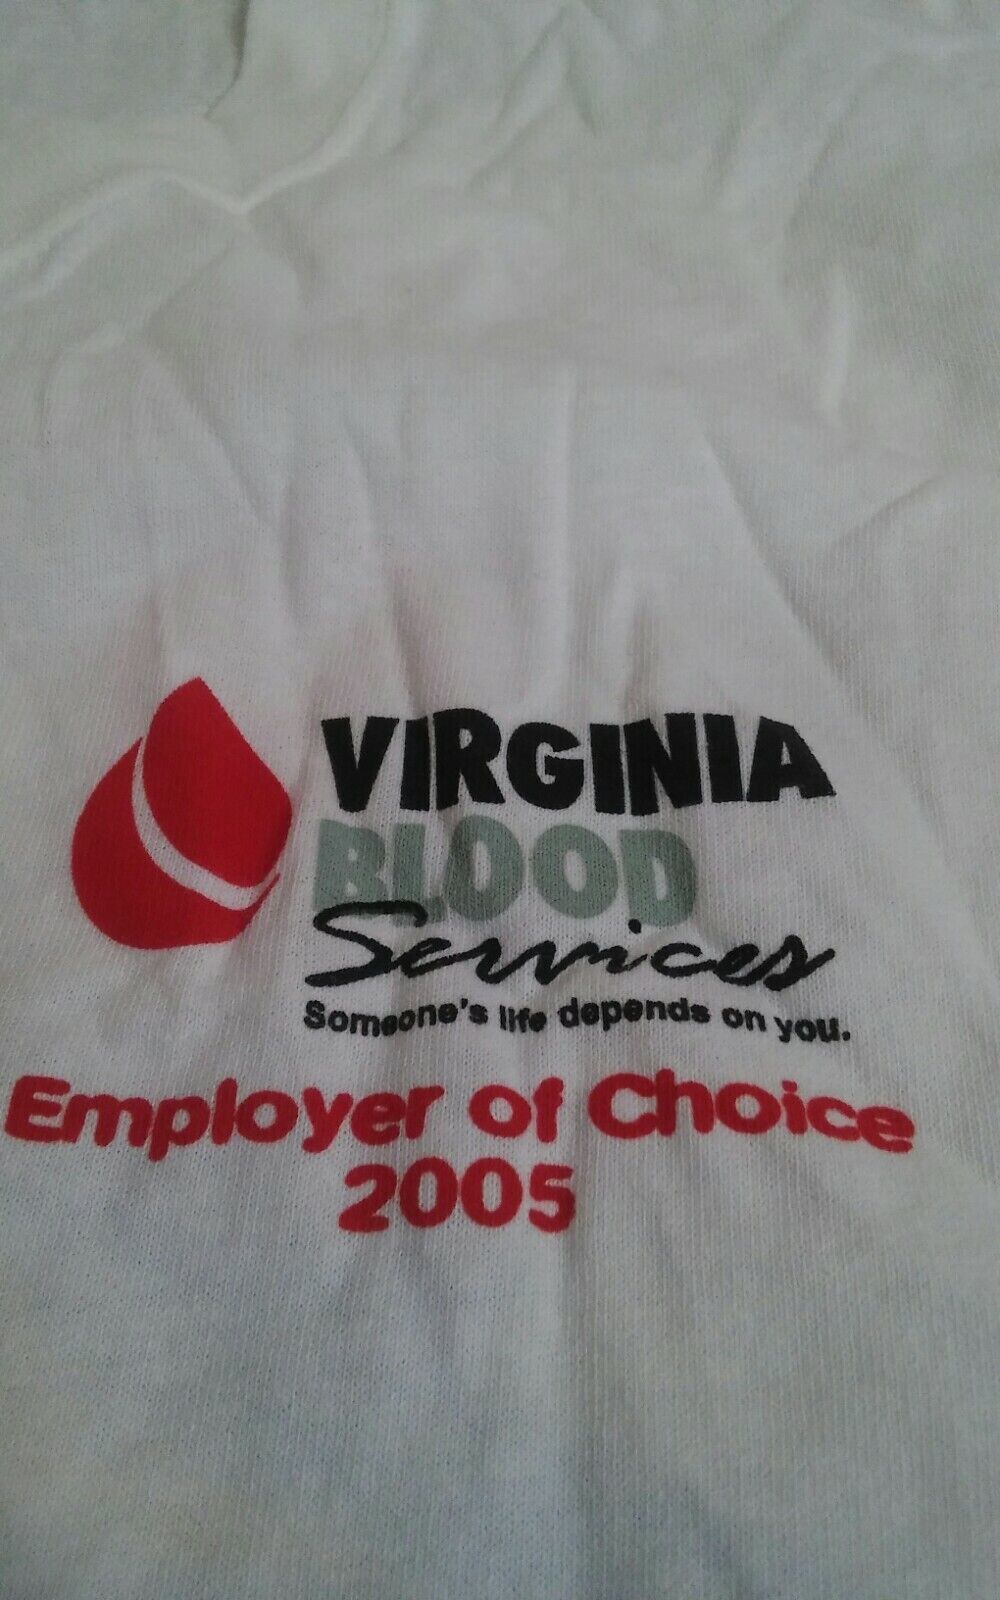 VIRGINIA
BLOOD
Services
Someone's life depends on you.
Employer of Choice
2005